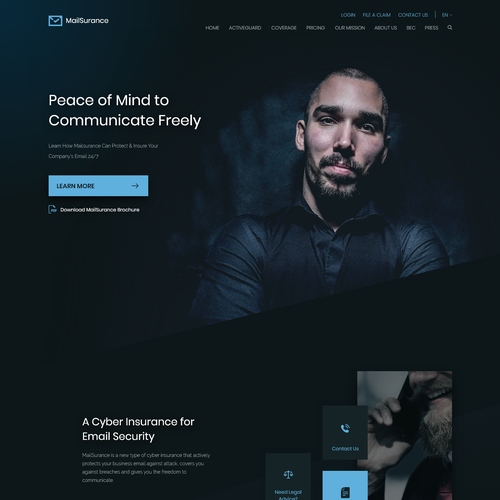 MailSurance
LOGIN FILE A CLAIM CONTACT US EN
HOME ACTIVEGUARD COVERAGE PRICING OUR MISSION ABOUT US BEC PRESS
Peace of Mind to
Communicate Freely
Learn How Mailsurance Can Protect & Insure Your
Company's Email 24/7
LEARN MORE
PDF Download MailSurance Brochure
A Cyber Insurance for
Email Security
MailSurance is a new type of cyber insurance that actively
protects your business email against attack, covers you
against breaches and gives you the freedom to
communicate
Contact Us
Need Legal
Advice?